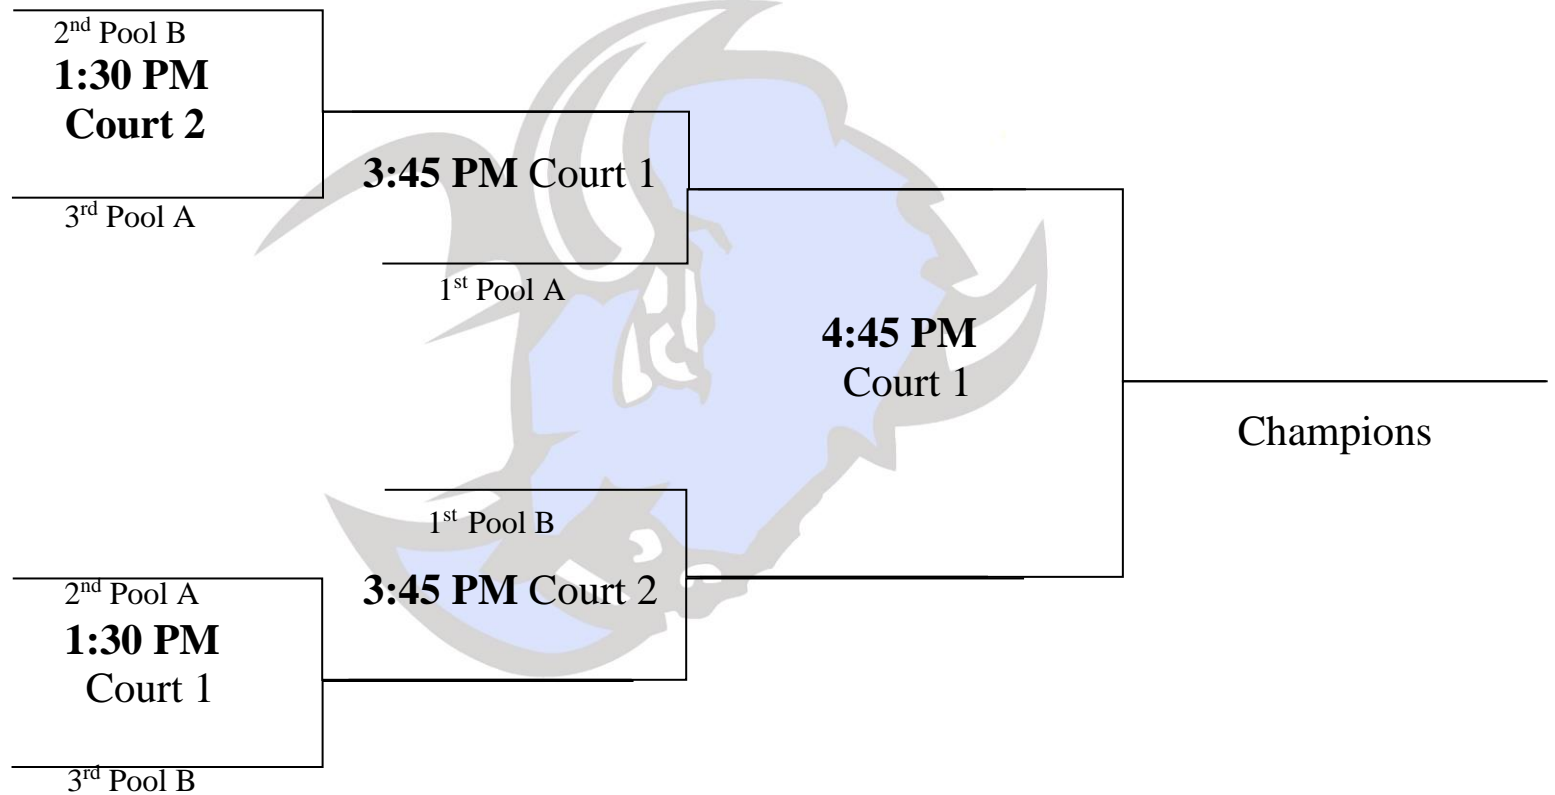 2nd Pool B
1:30 PM
Court 2
3rd Pool A
3:45 PM Court 1
1st Pool A
4:45 PM
Court 1
Champions
1st Pool B
3:45 PM Court 2
2nd Pool A
1:30 PM
Court 1
3rd Pool B